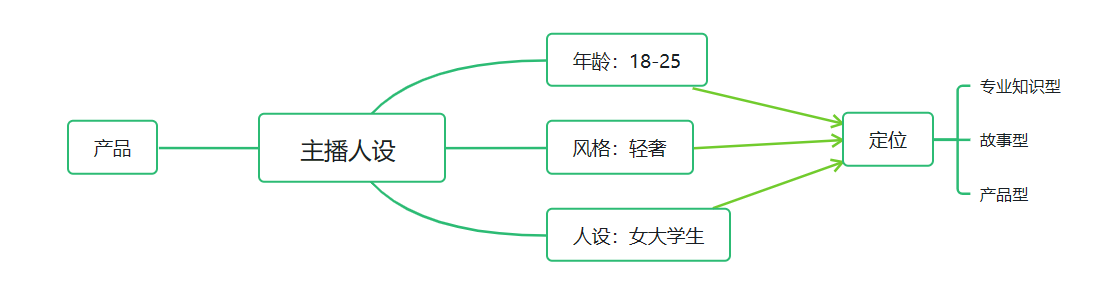 产品
主播人设
年龄：18-25
风格：轻奢
人设：女大学生
定位
专业知识型
故事型
产品型